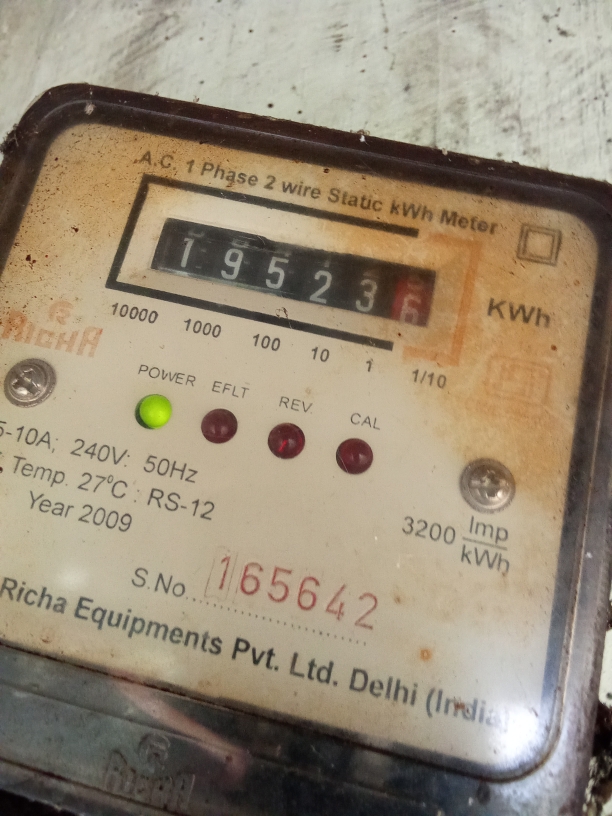 A.C. 1 Phase 2 wire Static kWh Meter
1 9 5 2 3 6
KWh
10000 1000 100 10 1 1/10
RICHA
POWER EFLT REV. CAL
5-10A; 240V: 50Hz
Temp. 27°C : RS-12
Year 2009
3200 Imp
kWh
S.No. 165642
Richa Equipments Pvt. Ltd. Delhi (India)
RICHA